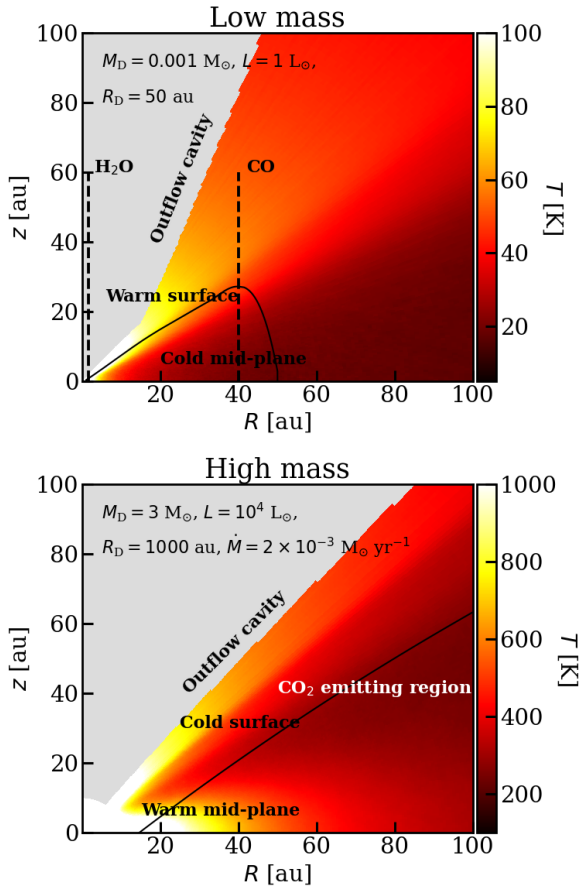 Low mass
M_D = 0.001 M_⊙, L = 1 L_⊙,
R_D = 50 au
H₂O
CO
Outflow cavity
Warm surface
Cold mid-plane
100
80
60
40
20
0
z [au]
20
40
60
80
100
R [au]
100
80
60
40
20
T [K]
High mass
M_D = 3 M_⊙, L = 10⁴ L_⊙,
R_D = 1000 au, Ṁ = 2 × 10⁻³ M_⊙ yr⁻¹
Outflow cavity
CO₂ emitting region
Cold surface
Warm mid-plane
100
80
60
40
20
0
z [au]
20
40
60
80
100
R [au]
1000
800
600
400
200
T [K]